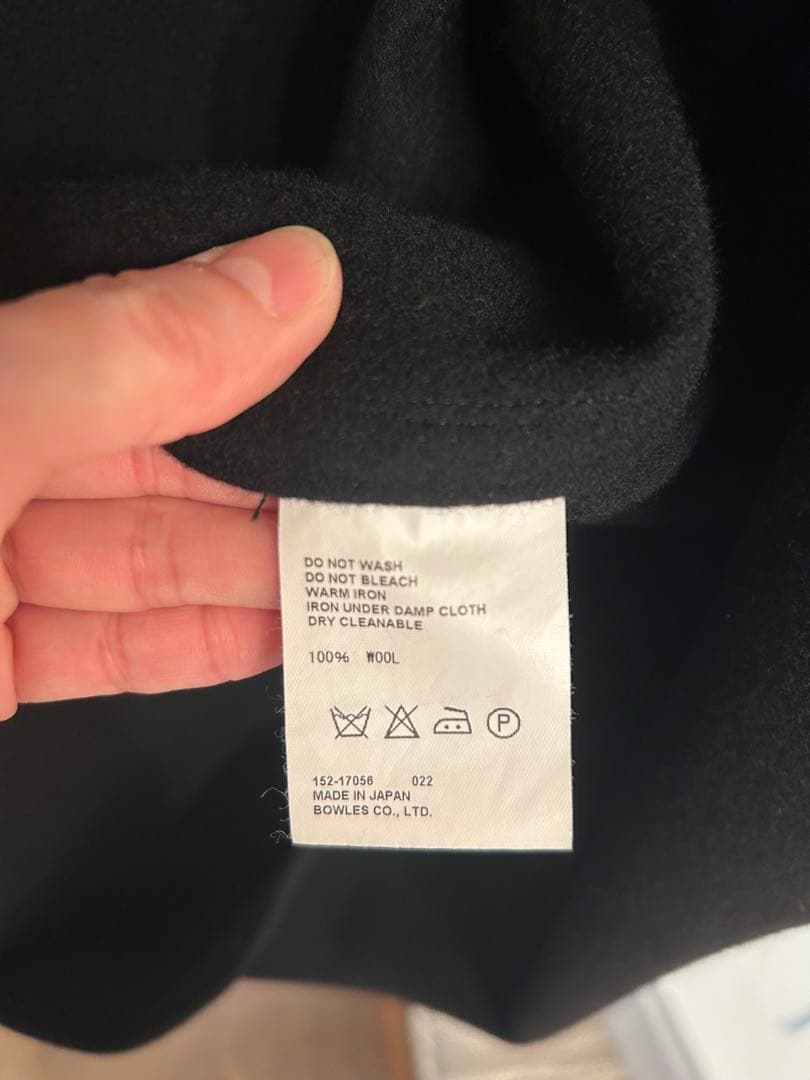 DO NOT WASH
DO NOT BLEACH
WARM IRON
IRON UNDER DAMP CLOTH
DRY CLEANABLE
100% WOOL
P
152-17056 022
MADE IN JAPAN
BOWLES CO., LTD.